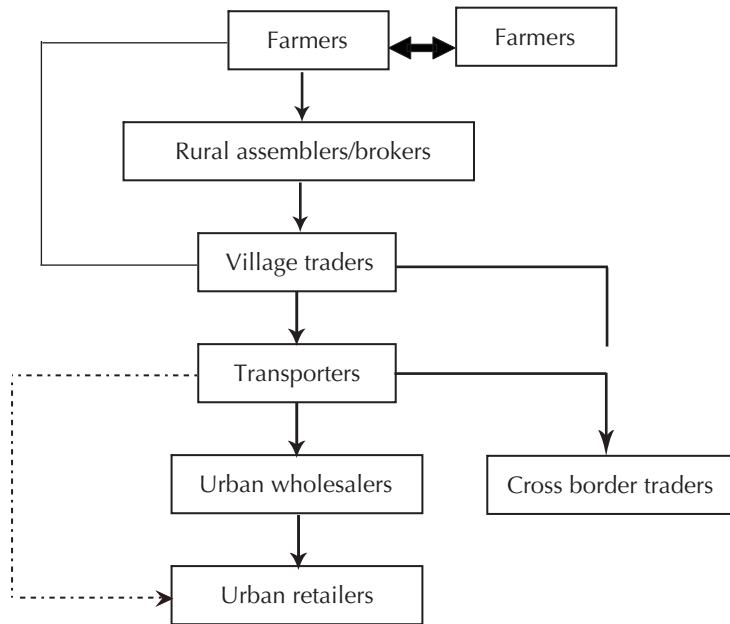 Farmers
Farmers
Rural assemblers/brokers
Village traders
Transporters
Urban wholesalers
Cross border traders
Urban retailers